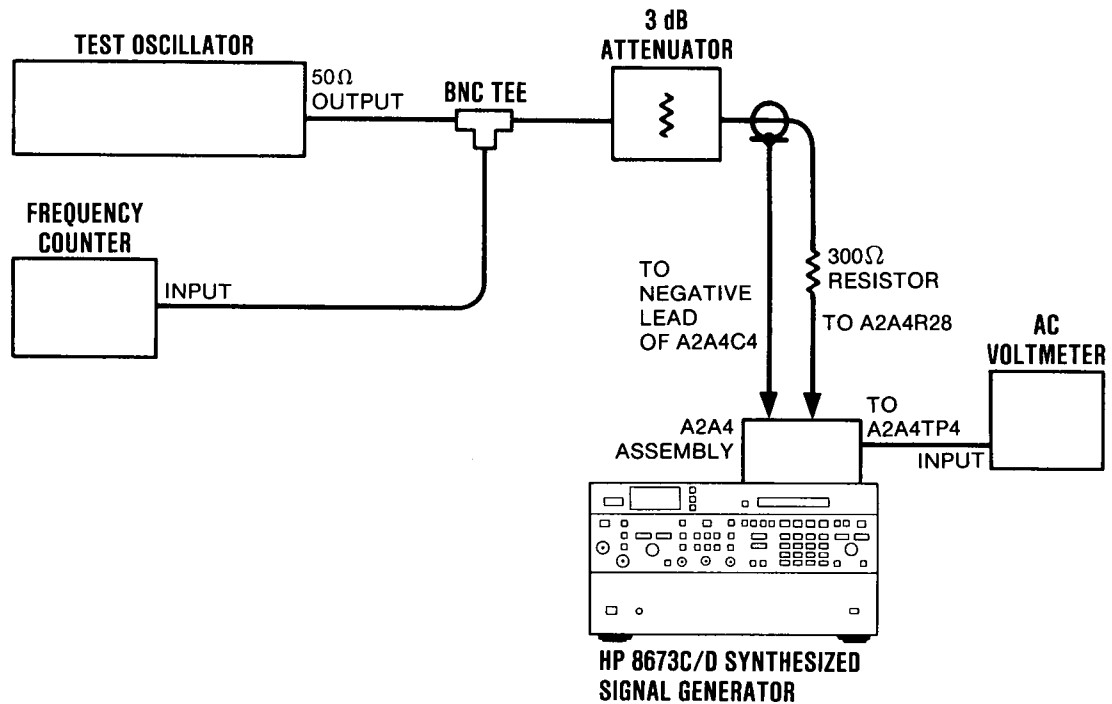 TEST OSCILLATOR
50Ω
OUTPUT
BNC TEE
3 dB
ATTENUATOR
FREQUENCY
COUNTER
INPUT
TO
NEGATIVE
LEAD
OF A2A4C4
300Ω
RESISTOR
TO A2A4R28
AC
VOLTMETER
A2A4
ASSEMBLY
TO
A2A4TP4
INPUT
HP 8673C/D SYNTHESIZED
SIGNAL GENERATOR